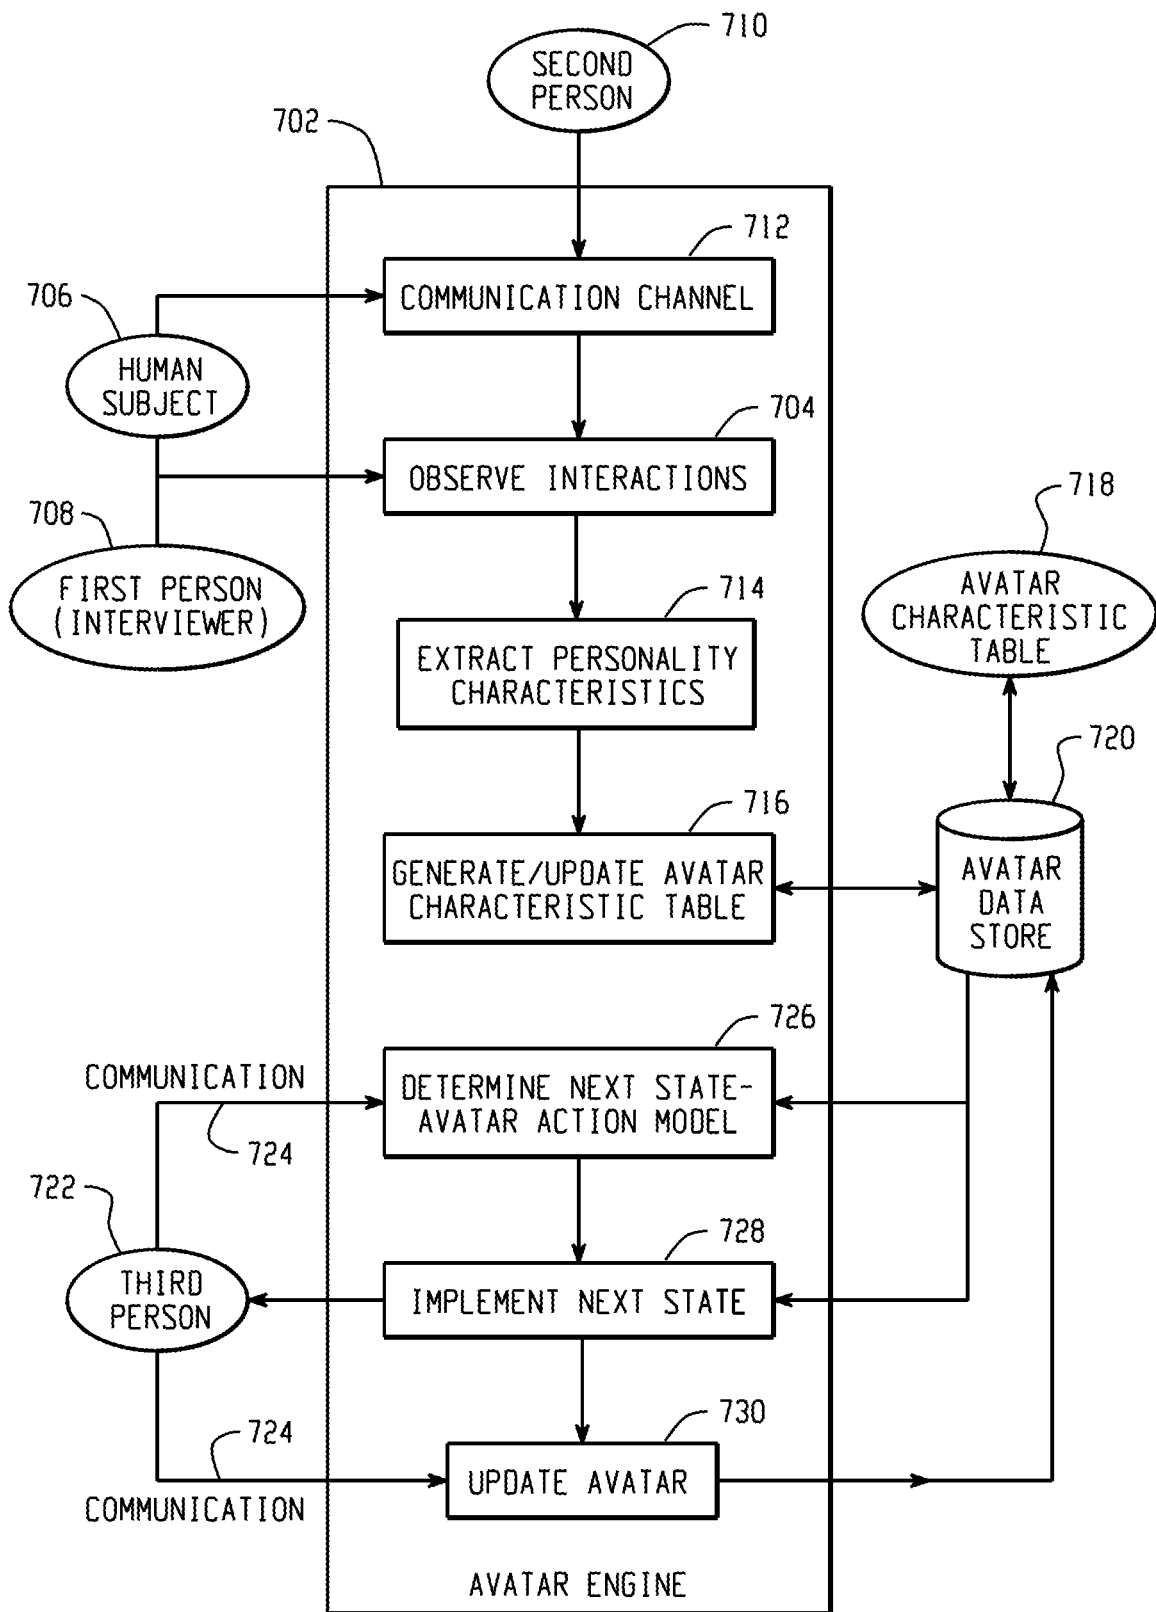 710
SECOND
PERSON
702
712
COMMUNICATION CHANNEL
706
HUMAN
SUBJECT
704
OBSERVE INTERACTIONS
708
FIRST PERSON
(INTERVIEWER)
718
AVATAR
CHARACTERISTIC
TABLE
714
EXTRACT PERSONALITY
CHARACTERISTICS
720
AVATAR
DATA
STORE
716
GENERATE/UPDATE AVATAR
CHARACTERISTIC TABLE
726
DETERMINE NEXT STATE-
AVATAR ACTION MODEL
COMMUNICATION
724
722
THIRD
PERSON
728
IMPLEMENT NEXT STATE
730
UPDATE AVATAR
724
COMMUNICATION
AVATAR ENGINE